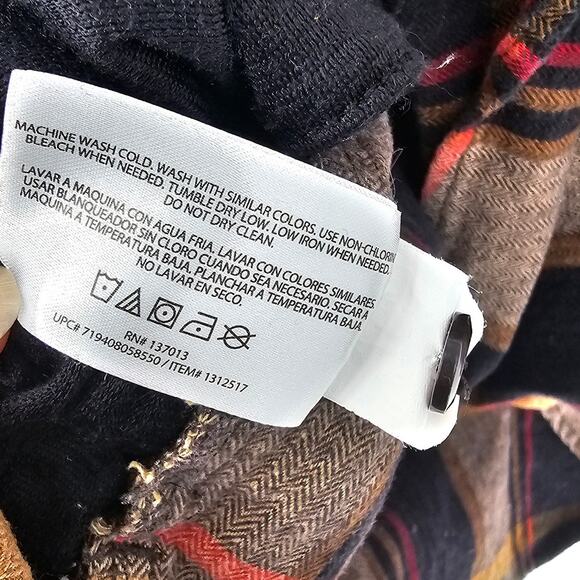 MACHINE WASH COLD. WASH WITH SIMILAR COLORS. USE NON-CHLORIN
BLEACH WHEN NEEDED. TUMBLE DRY LOW. LOW IRON WHEN NEEDED.
DO NOT DRY CLEAN.
LAVAR A MAQUINA CON AGUA FRIA. LAVAR CON COLORES SIMILARES.
USAR BLANQUEADOR SIN CLORO CUANDO SEA NECESARIO. SECAR A
MAQUINA A TEMPERATURA BAJA. PLANCHAR A TEMPERATURA BAJA.
NO LAVAR EN SECO.
RN# 137013
UPC# 719408058550 / ITEM# 1312517